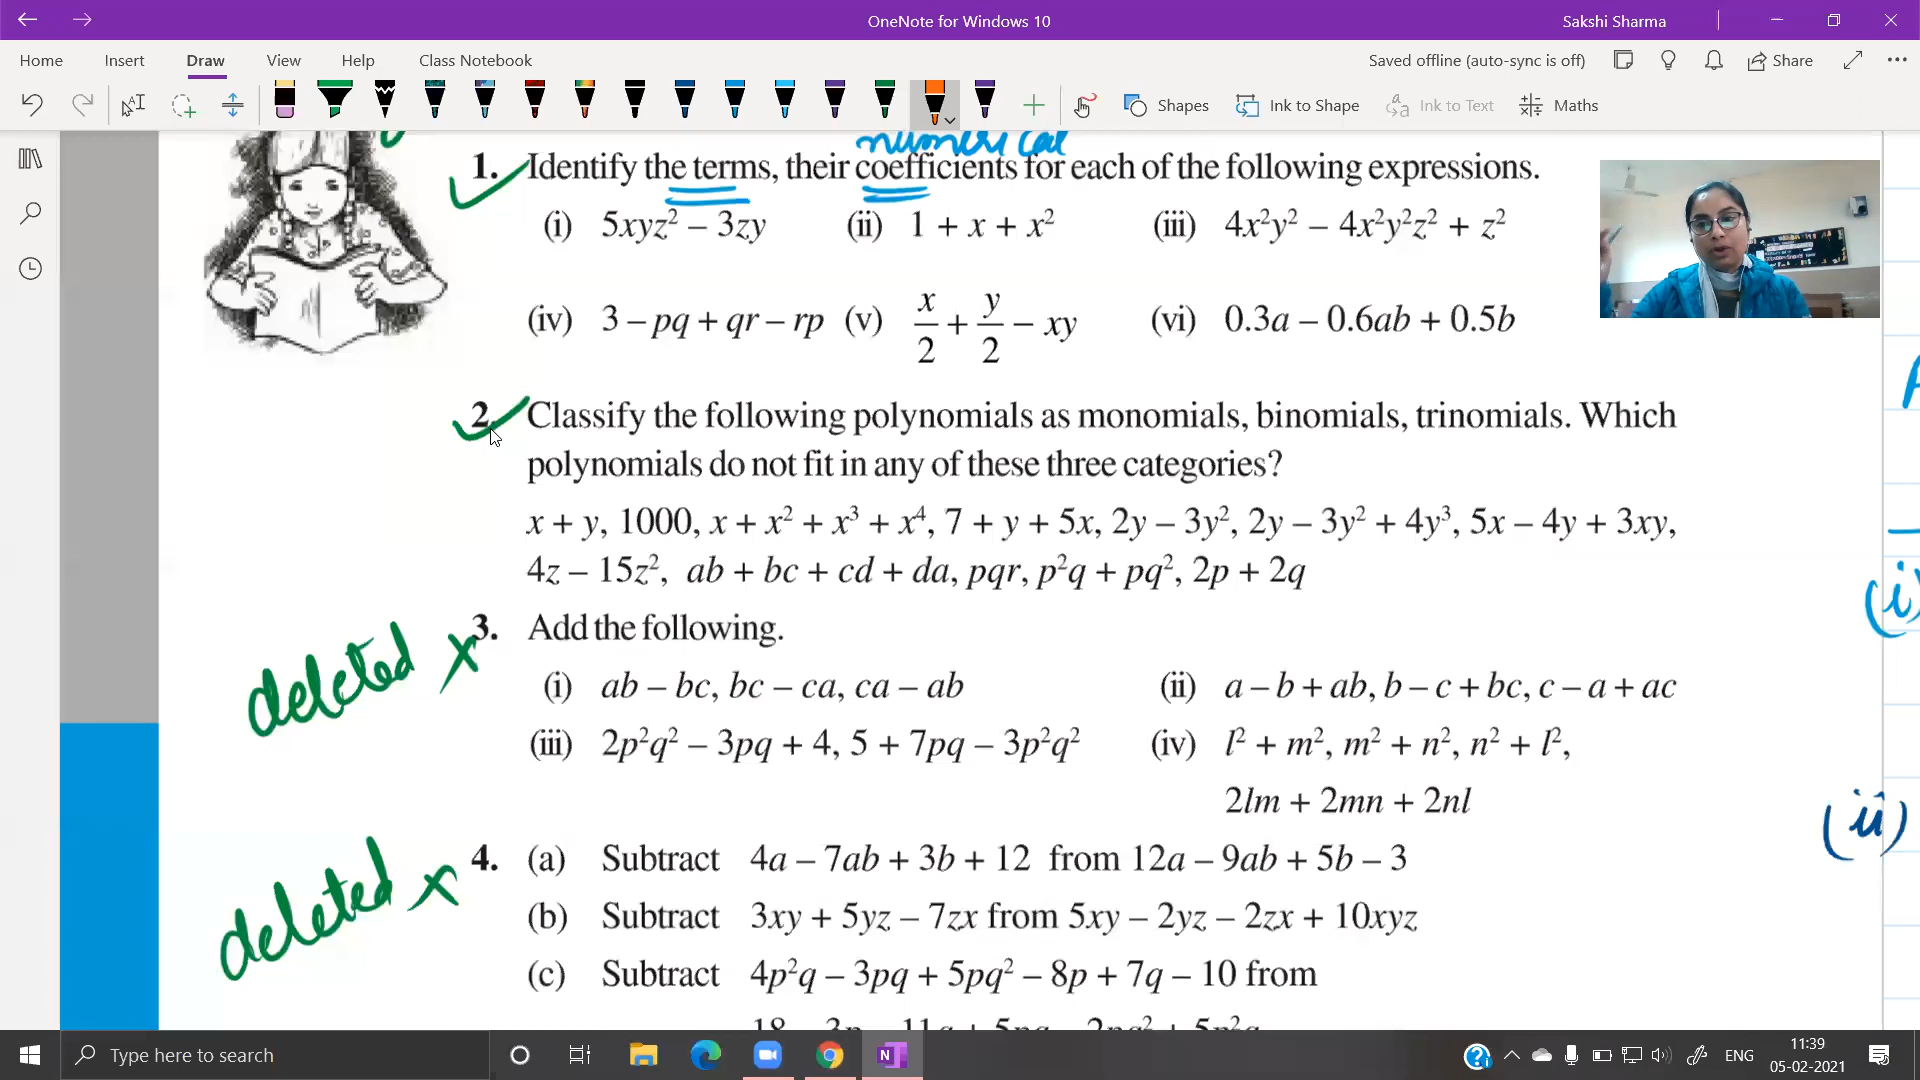 OneNote for Windows 10
Sakshi Sharma
Home Insert Draw View Help Class Notebook
Saved offline (auto-sync is off) Share
Shapes Ink to Shape Ink to Text Maths
numerical
1. Identify the terms, their coefficients for each of the following expressions.
(i) 5xyz² – 3zy (ii) 1 + x + x² (iii) 4x²y² – 4x²y²z² + z²
(iv) 3 – pq + qr – rp (v) x/2 + y/2 – xy (vi) 0.3a – 0.6ab + 0.5b
2. Classify the following polynomials as monomials, binomials, trinomials. Which
polynomials do not fit in any of these three categories?
x + y, 1000, x + x² + x³ + x⁴, 7 + y + 5x, 2y – 3y², 2y – 3y² + 4y³, 5x – 4y + 3xy,
4z – 15z², ab + bc + cd + da, pqr, p²q + pq², 2p + 2q
(i)
deleted x 3. Add the following.
(i) ab – bc, bc – ca, ca – ab (ii) a – b + ab, b – c + bc, c – a + ac
(iii) 2p²q² – 3pq + 4, 5 + 7pq – 3p²q² (iv) l² + m², m² + n², n² + l²,
2lm + 2mn + 2nl
(ii)
deleted x 4. (a) Subtract 4a – 7ab + 3b + 12 from 12a – 9ab + 5b – 3
(b) Subtract 3xy + 5yz – 7zx from 5xy – 2yz – 2zx + 10xyz
(c) Subtract 4p²q – 3pq + 5pq² – 8p + 7q – 10 from
18 – 3p – 11q + 5pq – 2pq² + 5p²q
Type here to search
ENG
11:39
05-02-2021